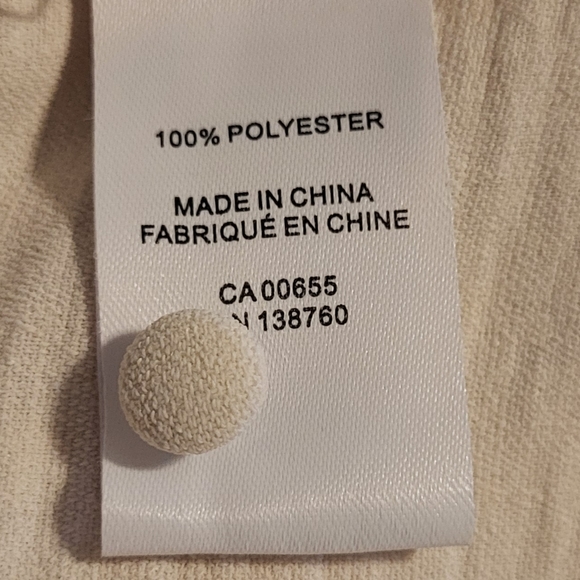 100% POLYESTER
MADE IN CHINA
FABRIQUÉ EN CHINE
CA 00655
138760